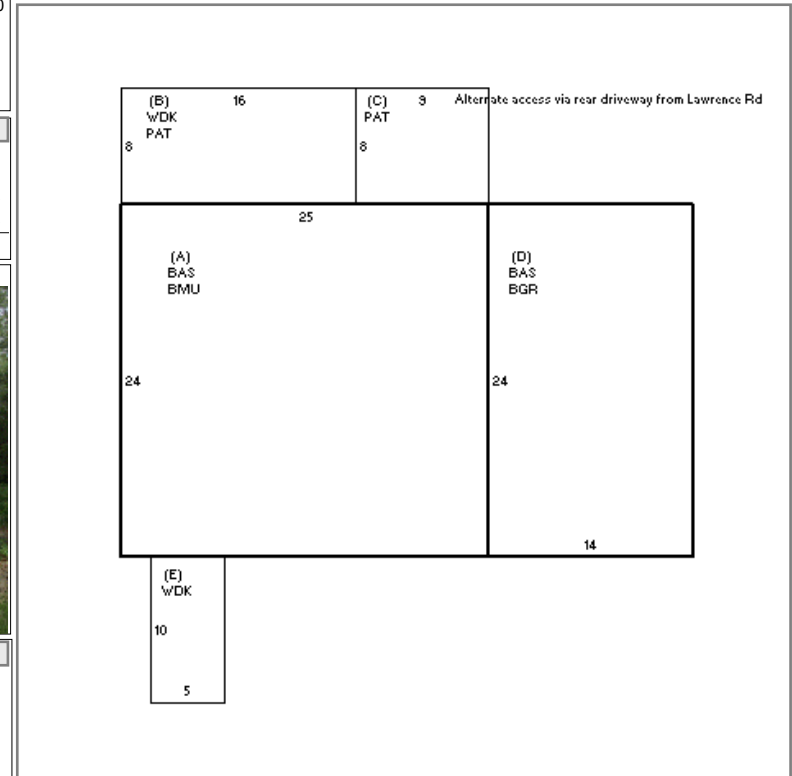 (B) 16 (C) 9 Alternate access via rear driveway from Lawrence Rd
WDK PAT
PAT
8 8
25
(A) (D)
BAS BAS
BMU BGR
24 24
14
(E)
WDK
10
5